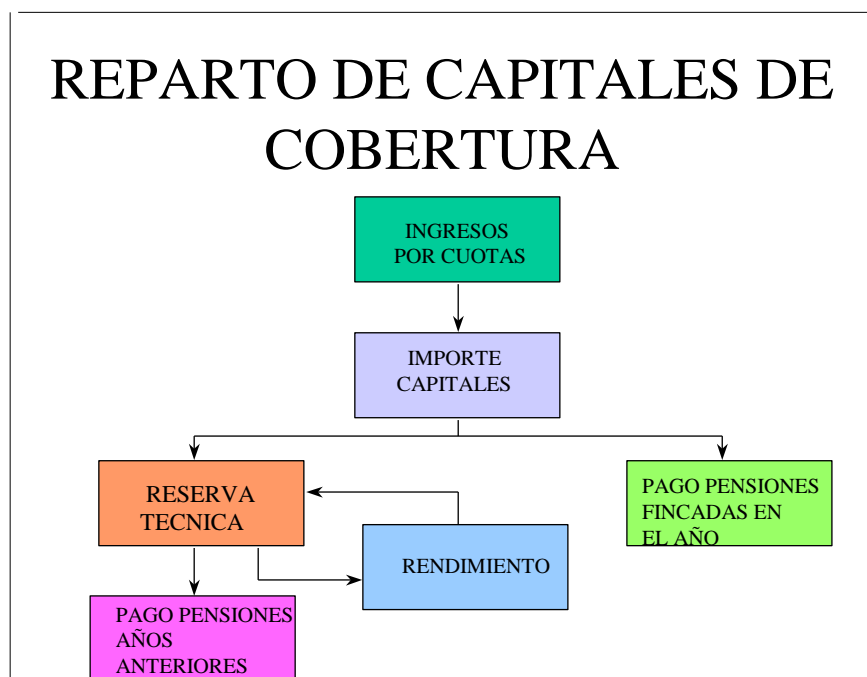 REPARTO DE CAPITALES DE
COBERTURA
INGRESOS
POR CUOTAS
IMPORTE
CAPITALES
RESERVA
TECNICA
PAGO PENSIONES
FINCADAS EN
EL AÑO
RENDIMIENTO
PAGO PENSIONES
AÑOS
ANTERIORES